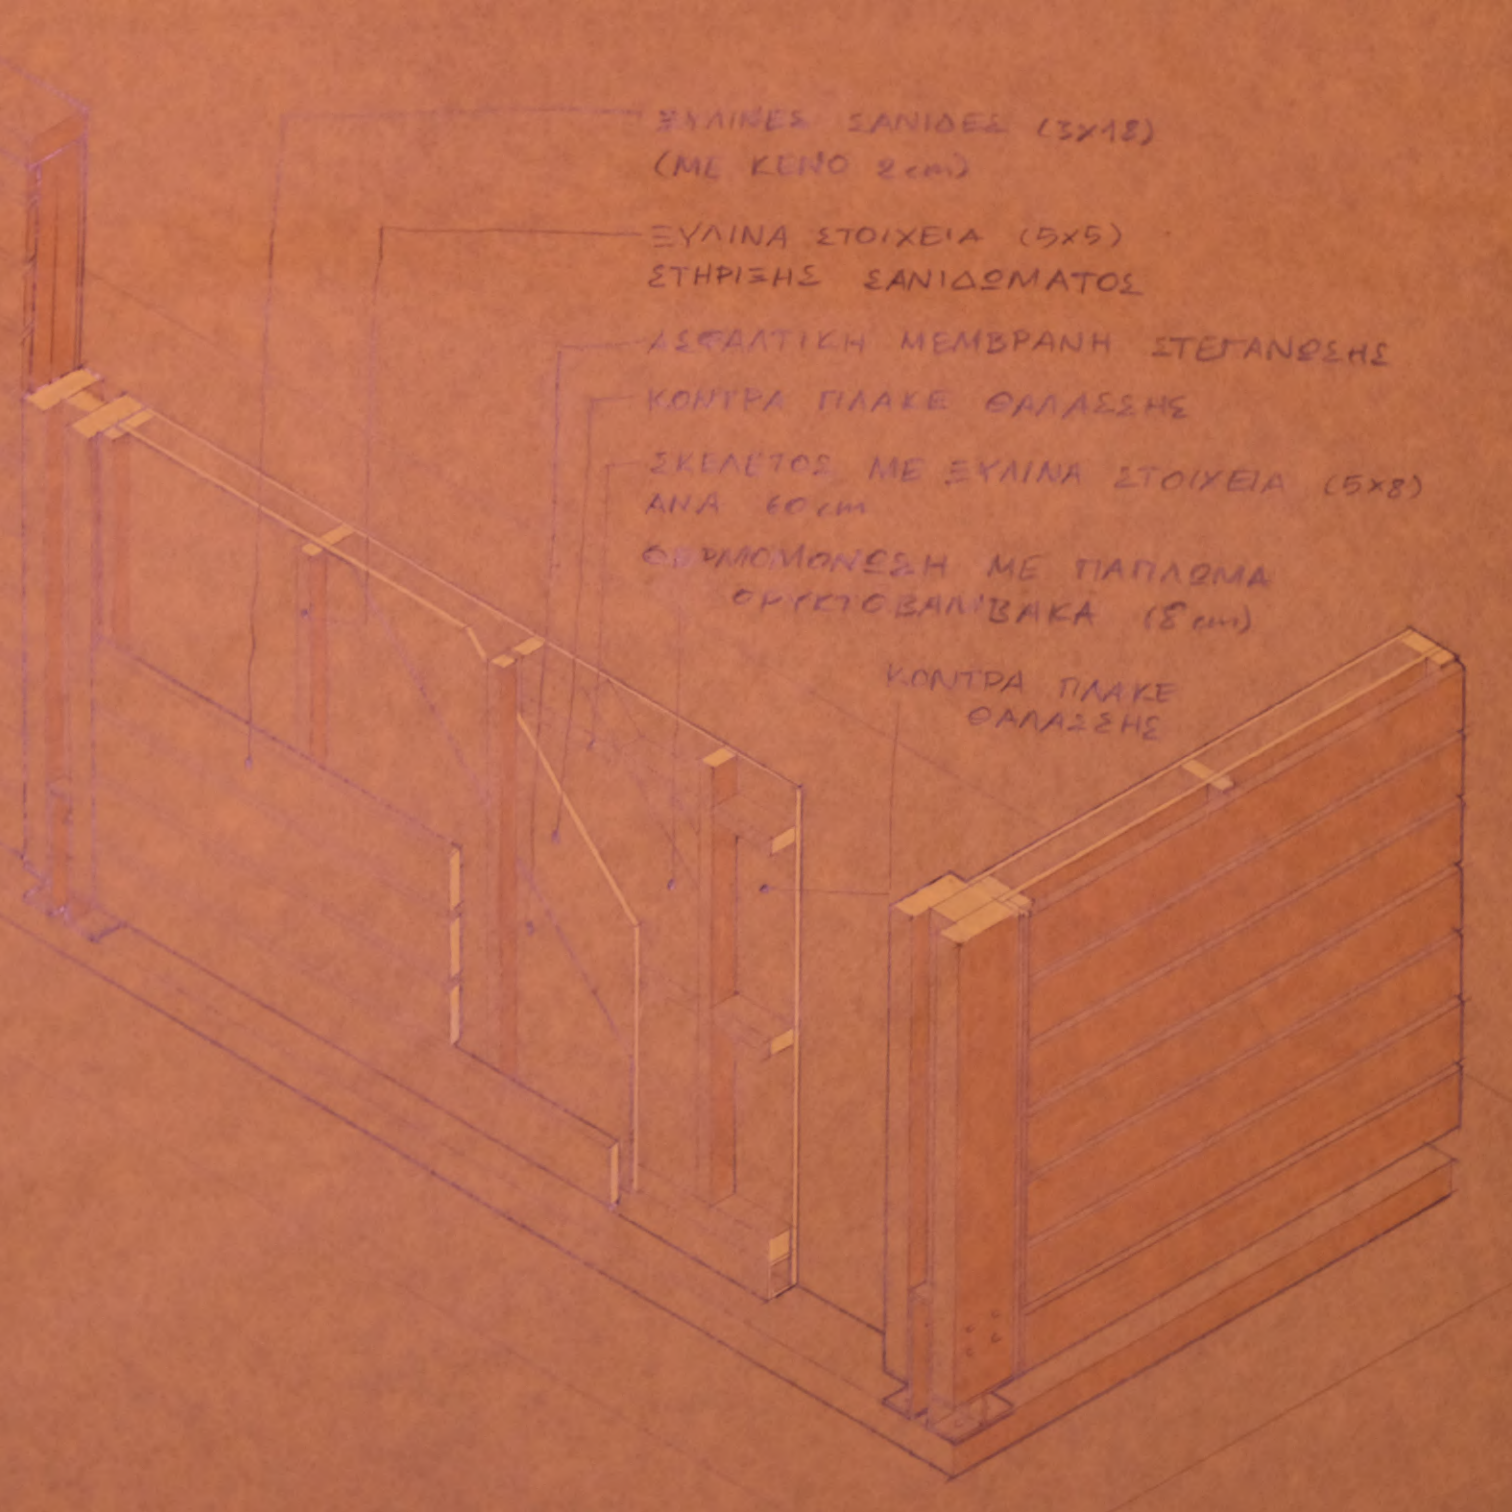 ΞΥΛΙΝΕΣ ΣΑΝΙΔΕΣ (3x18)
(ΜΕ ΚΕΝΟ 2cm)
ΞΥΛΙΝΑ ΣΤΟΙΧΕΙΑ (5x5)
ΣΤΗΡΙΞΗΣ ΣΑΝΙΔΩΜΑΤΟΣ
ΑΣΦΑΛΤΙΚΗ ΜΕΜΒΡΑΝΗ ΣΤΕΓΑΝΩΣΗΣ
ΚΟΝΤΡΑ ΠΛΑΚΕ ΘΑΛΑΣΣΗΣ
ΣΚΕΛΕΤΟΣ ΜΕ ΞΥΛΙΝΑ ΣΤΟΙΧΕΙΑ (5x8)
ΑΝΑ 60cm
ΘΕΡΜΟΜΟΝΩΣΗ ΜΕ ΠΑΠΛΩΜΑ
ΟΡΥΚΤΟΒΑΜΒΑΚΑ (8cm)
ΚΟΝΤΡΑ ΠΛΑΚΕ
ΘΑΛΑΣΣΗΣ